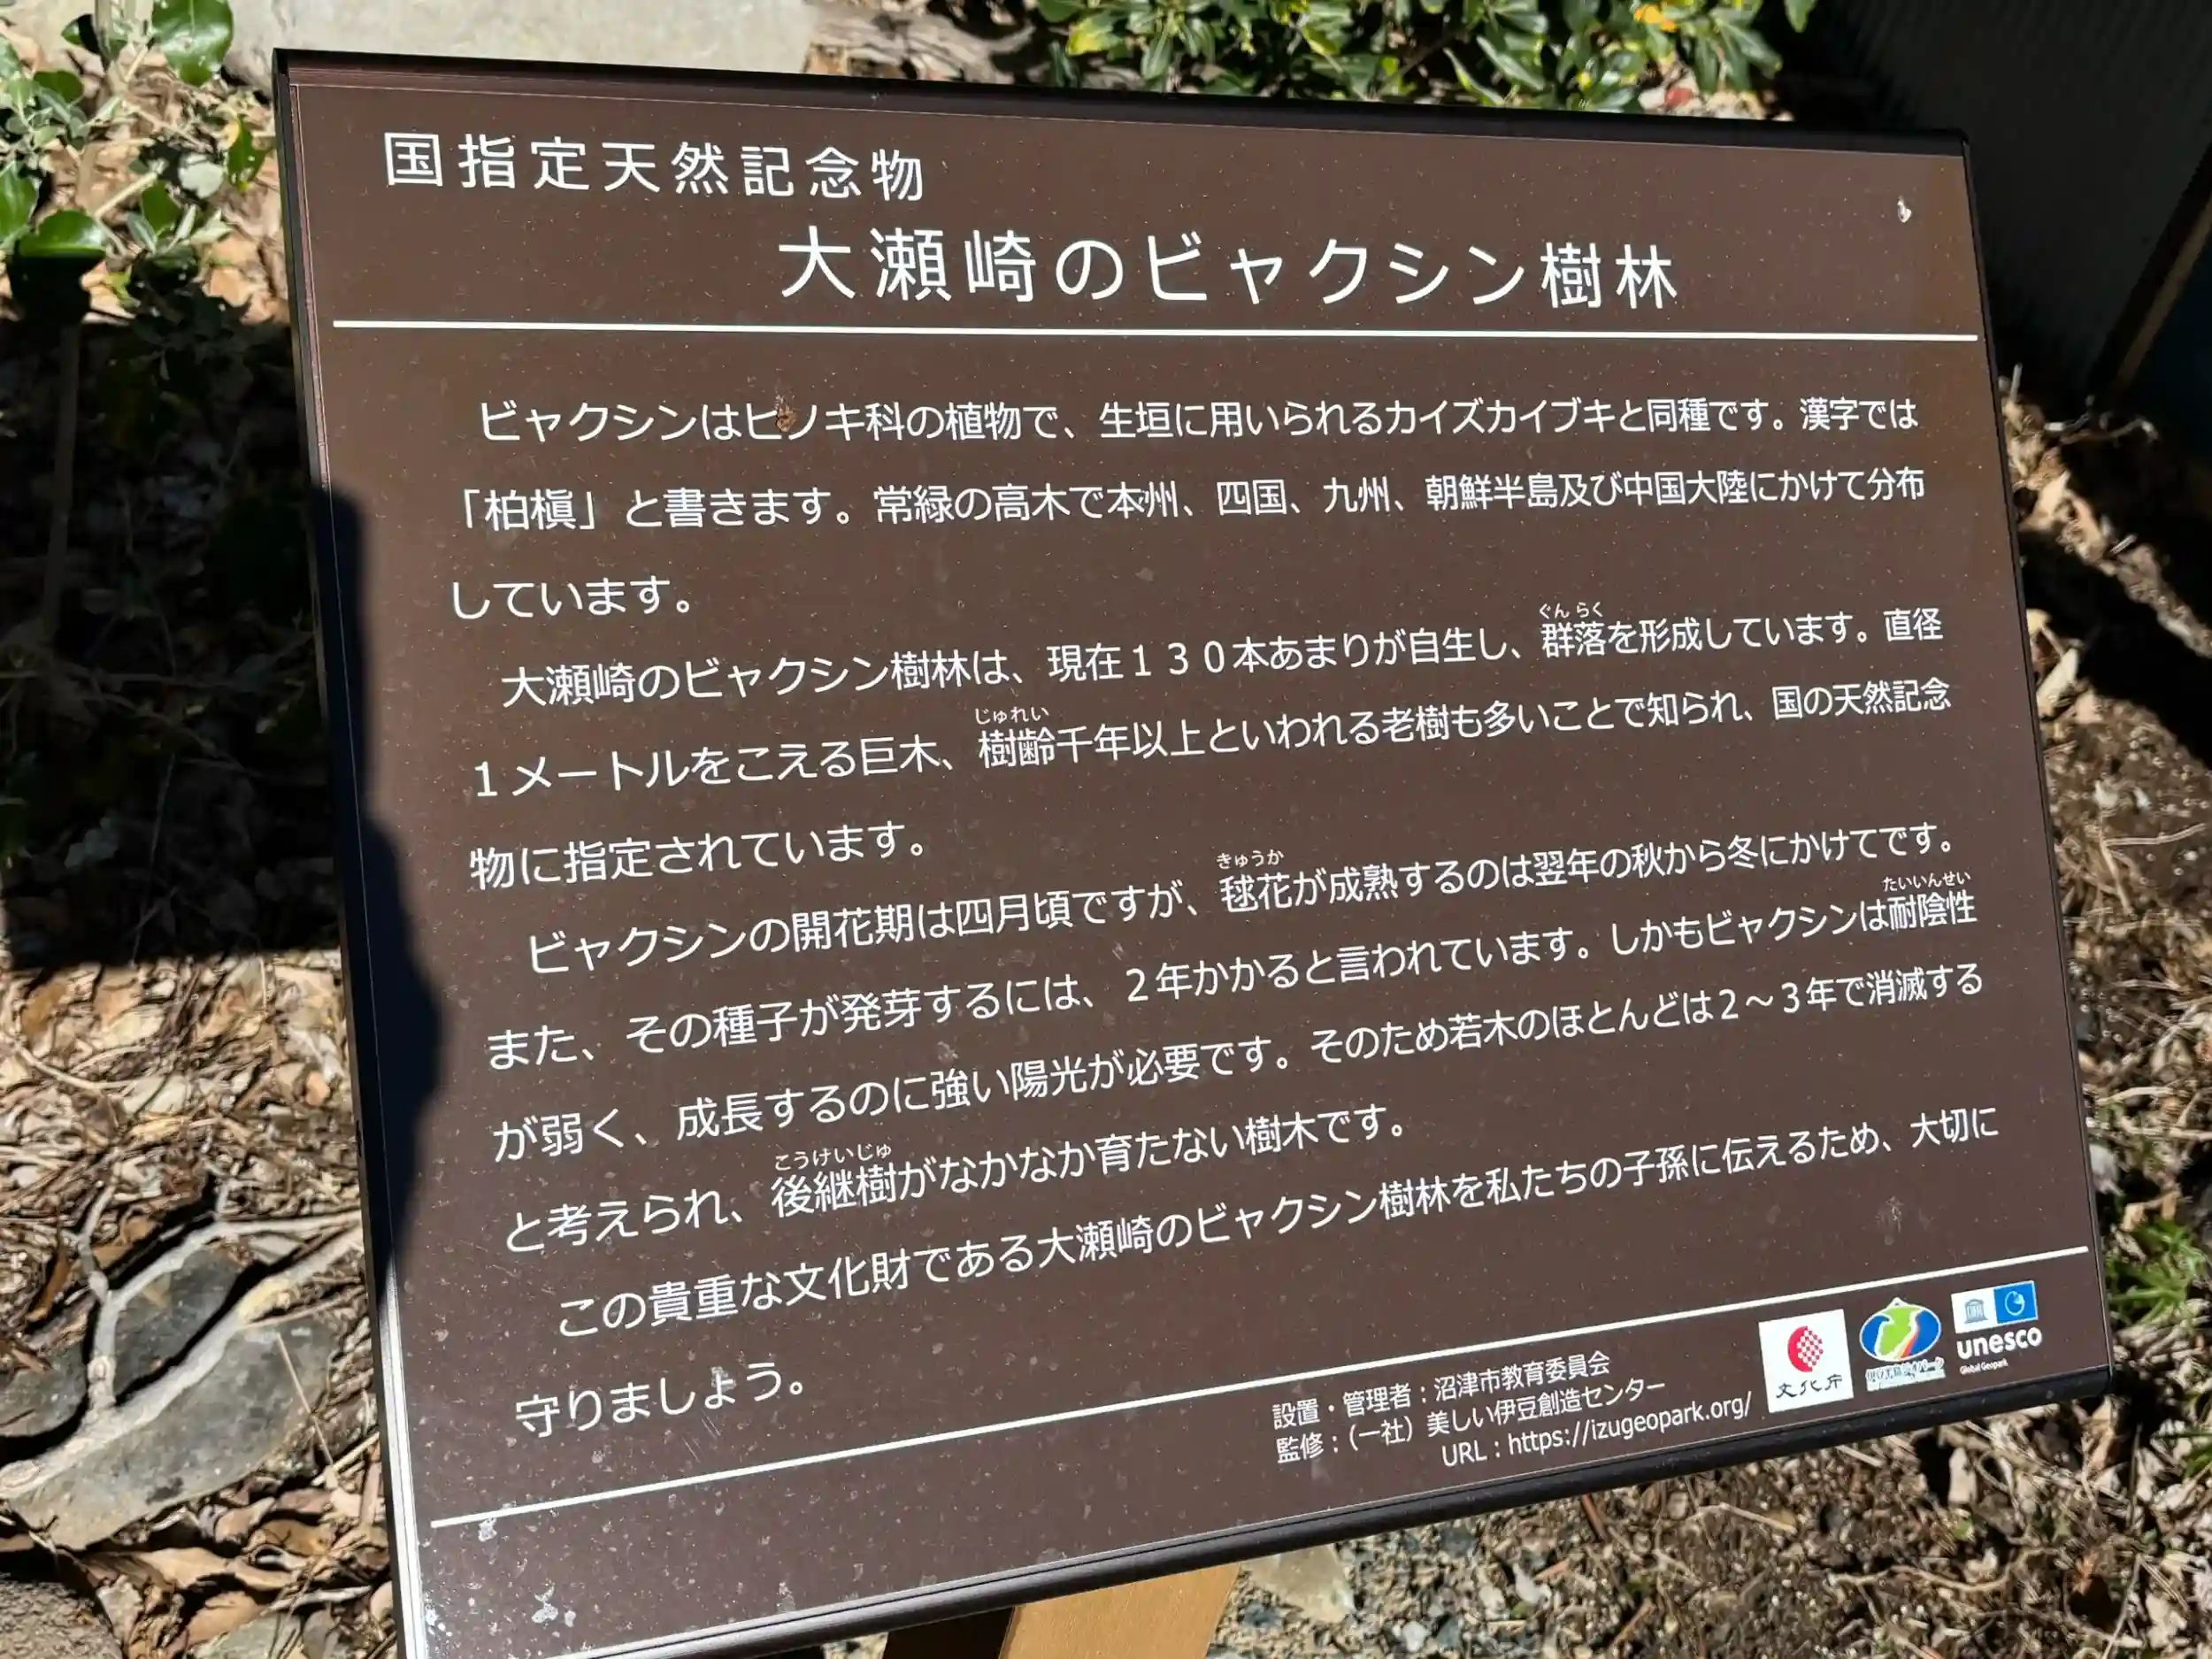 国指定天然記念物
大瀬崎のビャクシン樹林
ビャクシンはヒノキ科の植物で、生垣に用いられるカイズカイブキと同種です。漢字では
「柏槇」と書きます。常緑の高木で本州、四国、九州、朝鮮半島及び中国大陸にかけて分布
しています。
ぐんらく
大瀬崎のビャクシン樹林は、現在130本あまりが自生し、群落を形成しています。直径
じゅれい
1メートルをこえる巨木、樹齢千年以上といわれる老樹も多いことで知られ、国の天然記念
物に指定されています。
きゅうか
ビャクシンの開花期は四月頃ですが、毬花が成熟するのは翌年の秋から冬にかけてです。
たいいんせい
また、その種子が発芽するには、2年かかると言われています。しかもビャクシンは耐陰性
が弱く、成長するのに強い陽光が必要です。そのため若木のほとんどは2～3年で消滅する
こうけいじゅ
と考えられ、後継樹がなかなか育たない樹木です。
この貴重な文化財である大瀬崎のビャクシン樹林を私たちの子孫に伝えるため、大切に
守りましょう。
設置・管理者：沼津市教育委員会
監修：（一社）美しい伊豆創造センター
URL：https://izugeopark.org/
文化庁
伊豆半島ジオパーク
unesco
Global Geopark